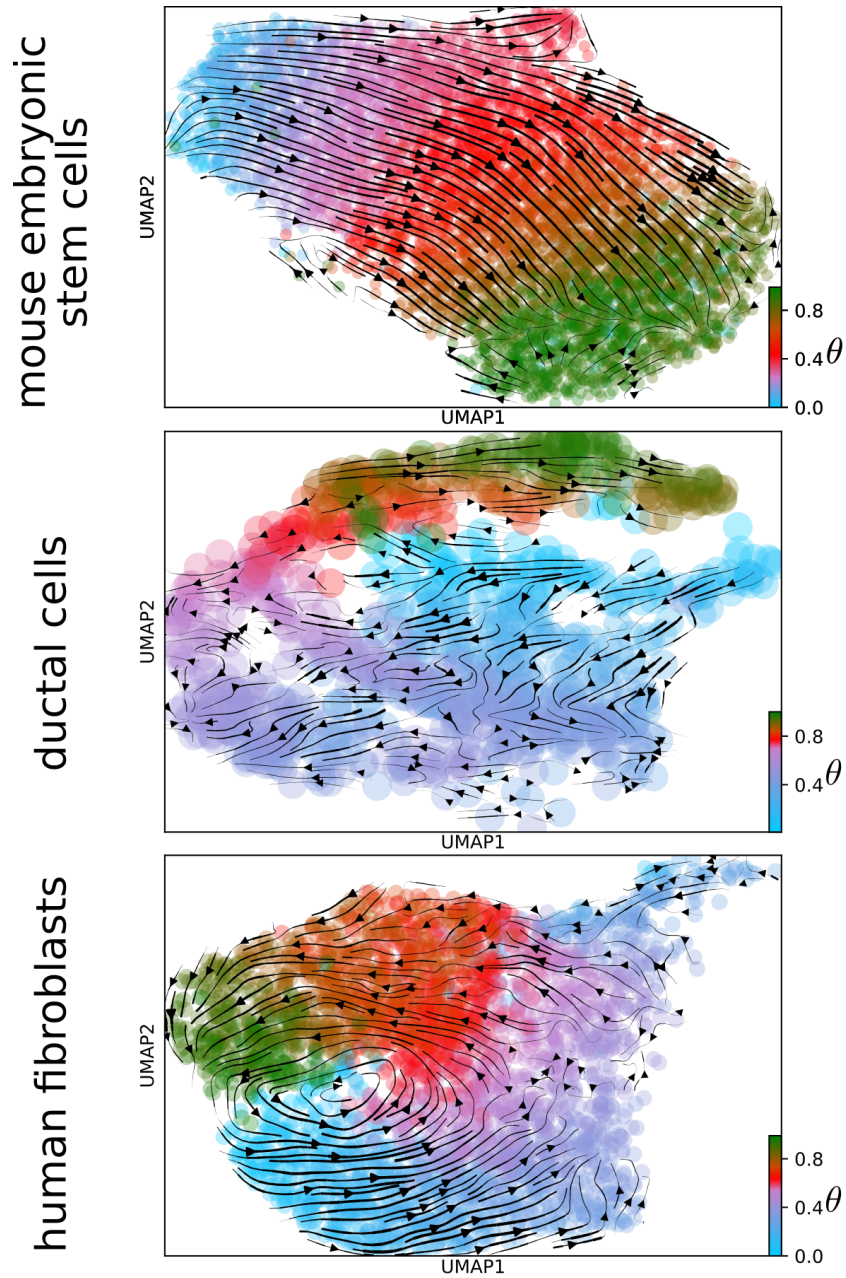 mouse embryonic
stem cells
UMAP2
UMAP1
0.8
0.4
0.0
θ
ductal cells
UMAP2
UMAP1
0.8
0.4
θ
human fibroblasts
UMAP2
UMAP1
0.8
0.4
0.0
θ